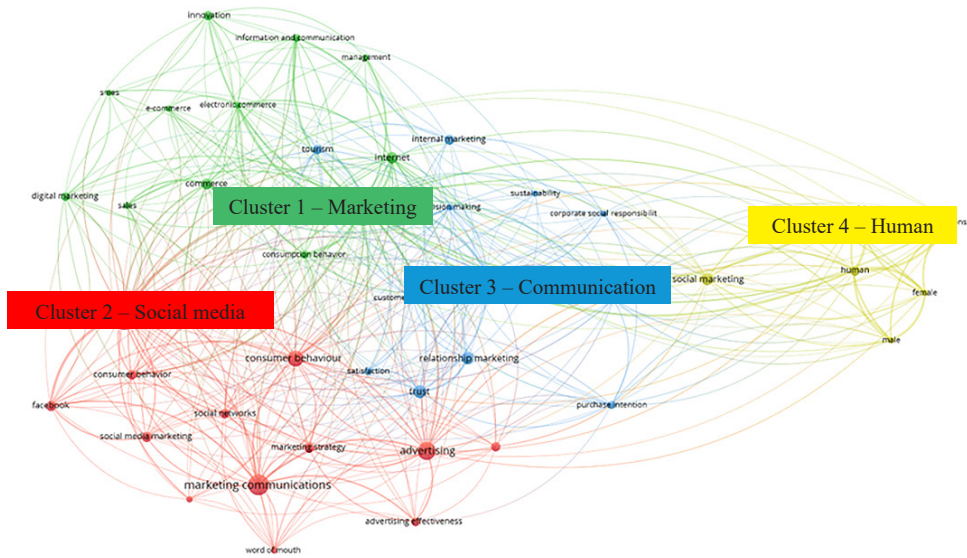 innovation
information and communication
management
smes
e-commerce
electronic commerce
tourism
internal marketing
internet
commerce
digital marketing
sales
sustainability
corporate social responsibilit
Cluster 1 – Marketing
Cluster 4 – Human
consumption behavior
human
social marketing
Cluster 3 – Communication
female
Cluster 2 – Social media
male
consumer behaviour
relationship marketing
satisfaction
consumer behavior
trust
facebook
purchase intention
social networks
social media marketing
marketing strategy
advertising
marketing communications
advertising effectiveness
word of mouth